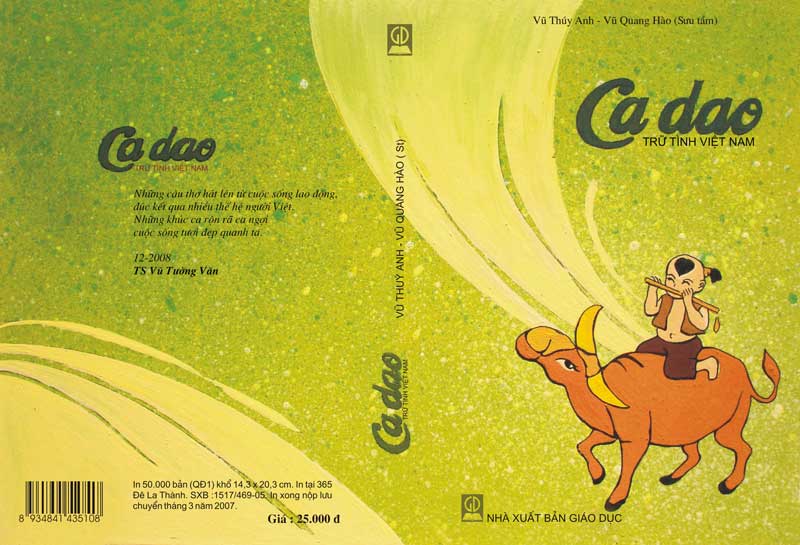 Vũ Thúy Anh - Vũ Quang Hào (Sưu tầm)
Ca dao
TRỮ TÌNH VIỆT NAM
NHÀ XUẤT BẢN GIÁO DỤC
GD
VŨ THUÝ ANH - VŨ QUANG HÀO ( St)
Ca dao
TRỮ TÌNH VIỆT NAM
Ca dao
TRỮ TÌNH VIỆT NAM
Những câu thơ hát lên từ cuộc sống lao động,
đúc kết qua nhiều thế hệ người Việt.
Những khúc ca rộn rã ca ngợi
cuộc sống tươi đẹp quanh ta.
12-2008
TS Vũ Tường Vân
In 50.000 bản (QĐ1) khổ 14,3 x 20,3 cm. In tại 365
Đê La Thành. SXB :1517/469-05. In xong nộp lưu
chuyển tháng 3 năm 2007.
Giá : 25.000 đ
8 934841 435108